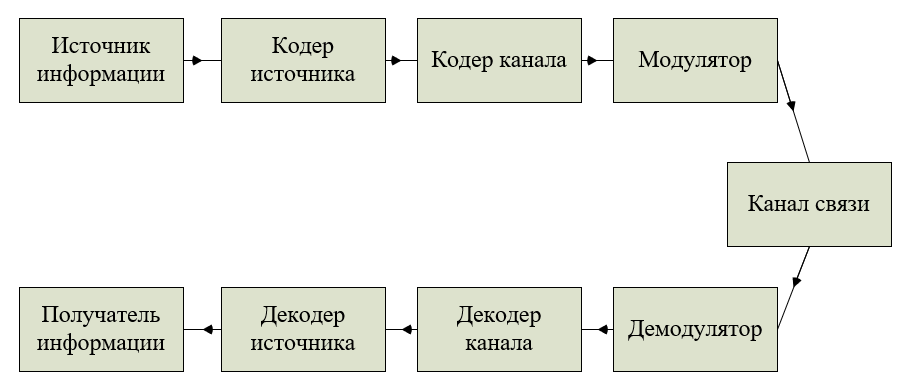 Источник
информации
Кодер
источника
Кодер канала
Модулятор
Канал связи
Получатель
информации
Декодер
источника
Декодер
канала
Демодулятор